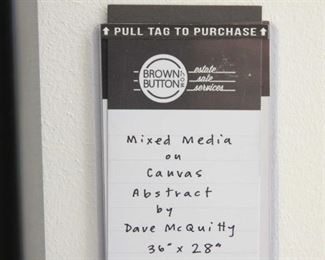 ↑ PULL TAG TO PURCHASE ↑
BROWN
BUTTON
estate
sale
services
Mixed Media
on
Canvas
Abstract
by
Dave McQuitty
36" x 28"